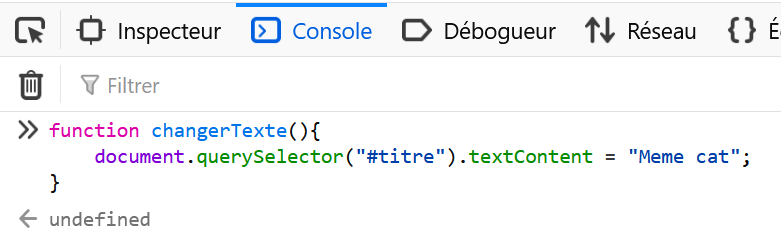 Inspecteur Console Débogueur Réseau É
Filtrer
function changerTexte(){
document.querySelector("#titre").textContent = "Meme cat";
}
undefined